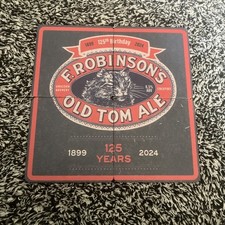 125th Birthday
F. ROBINSON'S
OLD TOM ALE
1899 125 2024
YEARS